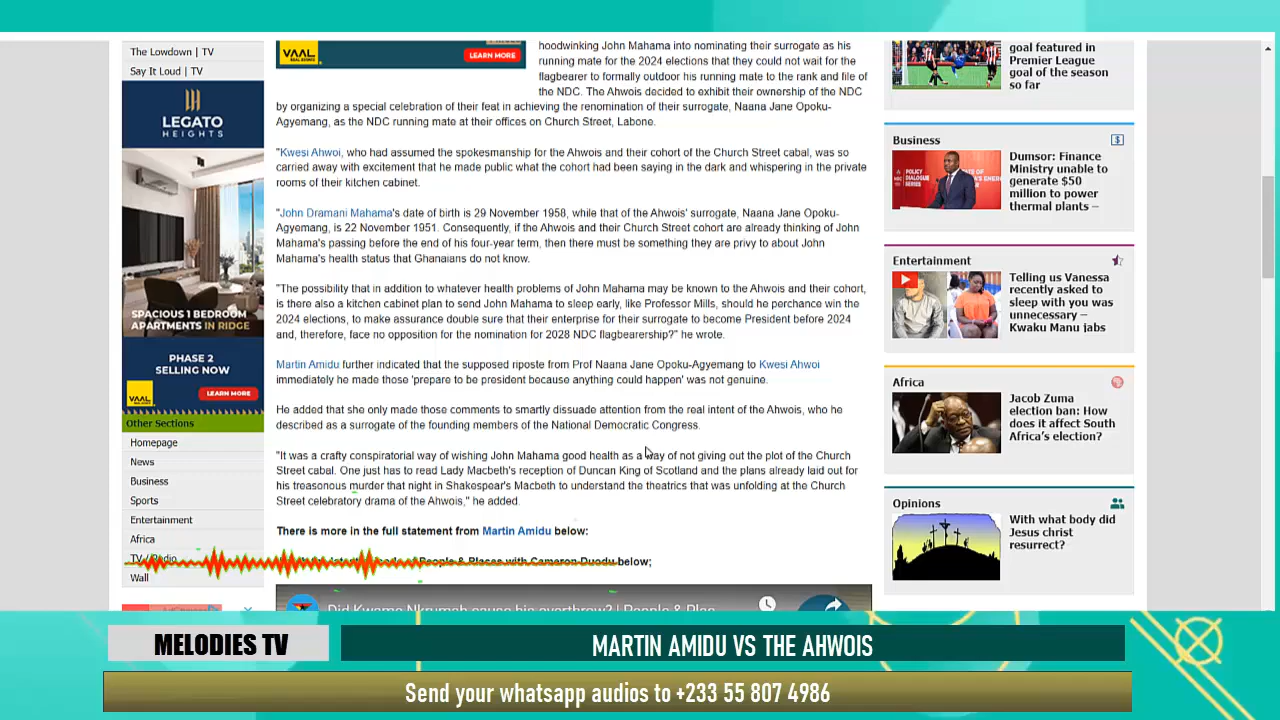 The Lowdown | TV
Say It Loud | TV
LEGATO
HEIGHTS
SPACIOUS 1 BEDROOM
APARTMENTS IN RIDGE
PHASE 2
SELLING NOW
VAAL
LEARN MORE
Other Sections
Homepage
News
Business
Sports
Entertainment
Africa
TV / Radio
Wall
VAAL
REAL ESTATE
LEARN MORE
hoodwinking John Mahama into nominating their surrogate as his
running mate for the 2024 elections that they could not wait for the
flagbearer to formally outdoor his running mate to the rank and file of
the NDC. The Ahwois decided to exhibit their ownership of the NDC
by organizing a special celebration of their feat in achieving the renomination of their surrogate, Naana Jane Opoku-
Agyemang, as the NDC running mate at their offices on Church Street, Labone.
"Kwesi Ahwoi, who had assumed the spokesmanship for the Ahwois and their cohort of the Church Street cabal, was so
carried away with excitement that he made public what the cohort had been saying in the dark and whispering in the private
rooms of their kitchen cabinet.
"John Dramani Mahama's date of birth is 29 November 1958, while that of the Ahwois' surrogate, Naana Jane Opoku-
Agyemang, is 22 November 1951. Consequently, if the Ahwois and their Church Street cohort are already thinking of John
Mahama's passing before the end of his four-year term, then there must be something they are privy to about John
Mahama's health status that Ghanaians do not know.
"The possibility that in addition to whatever health problems of John Mahama may be known to the Ahwois and their cohort,
is there also a kitchen cabinet plan to send John Mahama to sleep early, like Professor Mills, should he perchance win the
2024 elections, to make assurance double sure that their enterprise for their surrogate to become President before 2024
and, therefore, face no opposition for the nomination for 2028 NDC flagbearership?" he wrote.
Martin Amidu further indicated that the supposed riposte from Prof Naana Jane Opoku-Agyemang to Kwesi Ahwoi
immediately he made those 'prepare to be president because anything could happen' was not genuine.
He added that she only made those comments to smartly dissuade attention from the real intent of the Ahwois, who he
described as a surrogate of the founding members of the National Democratic Congress.
"It was a crafty conspiratorial way of wishing John Mahama good health as a way of not giving out the plot of the Church
Street cabal. One just has to read Lady Macbeth's reception of Duncan King of Scotland and the plans already laid out for
his treasonous murder that night in Shakespeare's Macbeth to understand the theatrics that was unfolding at the Church
Street celebratory drama of the Ahwois," he added.
There is more in the full statement from Martin Amidu below:
People & Places with Cameron Duodu below;
Did Kwame Nkrumah cause his overthrow? | People & Plac
goal featured in
Premier League
goal of the season
so far
Business
POLICY
DIALOGUE
SERIES
Dumsor: Finance
Ministry unable to
generate $50
million to power
thermal plants –
Entertainment
Telling us Vanessa
recently asked to
sleep with you was
unnecessary –
Kwaku Manu jabs
Africa
Jacob Zuma
election ban: How
does it affect South
Africa's election?
Opinions
With what body did
Jesus christ
resurrect?
MELODIES TV
MARTIN AMIDU VS THE AHWOIS
Send your whatsapp audios to +233 55 807 4986